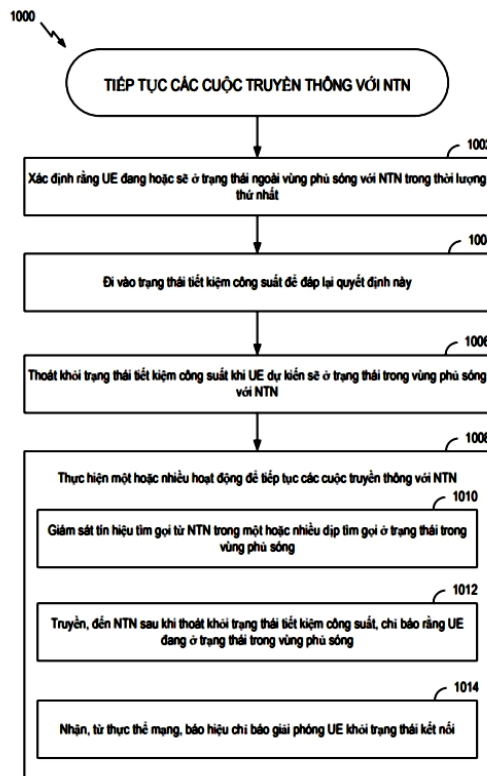 1000
TIẾP TỤC CÁC CUỘC TRUYỀN THÔNG VỚI NTN
1002
Xác định rằng UE đang hoặc sẽ ở trạng thái ngoài vùng phủ sóng với NTN trong thời lượng
thứ nhất
100
Đi vào trạng thái tiết kiệm công suất để đáp lại quyết định này
1006
Thoát khỏi trạng thái tiết kiệm công suất khi UE dự kiến sẽ ở trạng thái trong vùng phủ sóng
với NTN
1008
Thực hiện một hoặc nhiều hoạt động để tiếp tục các cuộc truyền thông với NTN
1010
Giám sát tín hiệu tìm gọi từ NTN trong một hoặc nhiều dịp tìm gọi ở trạng thái trong
vùng phủ sóng
1012
Truyền, đến NTN sau khi thoát khỏi trạng thái tiết kiệm công suất, chỉ báo rằng UE
đang ở trạng thái trong vùng phủ sóng
1014
Nhận, từ thực thể mạng, báo hiệu chỉ báo giải phóng UE khỏi trạng thái kết nối